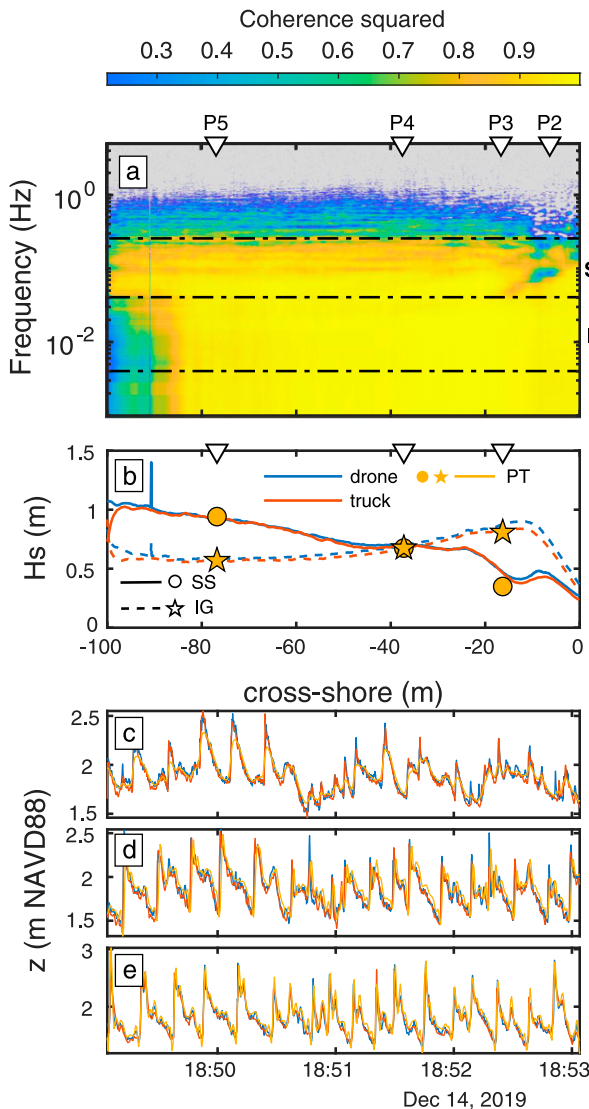 Coherence squared
0.3 0.4 0.5 0.6 0.7 0.8 0.9
P5 P4 P3 P2
a
Frequency (Hz)
10^0
10^-2
b
Hs (m)
1.5
1
0.5
0
drone
truck
PT
SS
IG
-100 -80 -60 -40 -20 0
cross-shore (m)
z (m NAVD88)
c
2.5
2
1.5
d
2.5
2
1.5
e
3
2
18:50 18:51 18:52 18:53
Dec 14, 2019